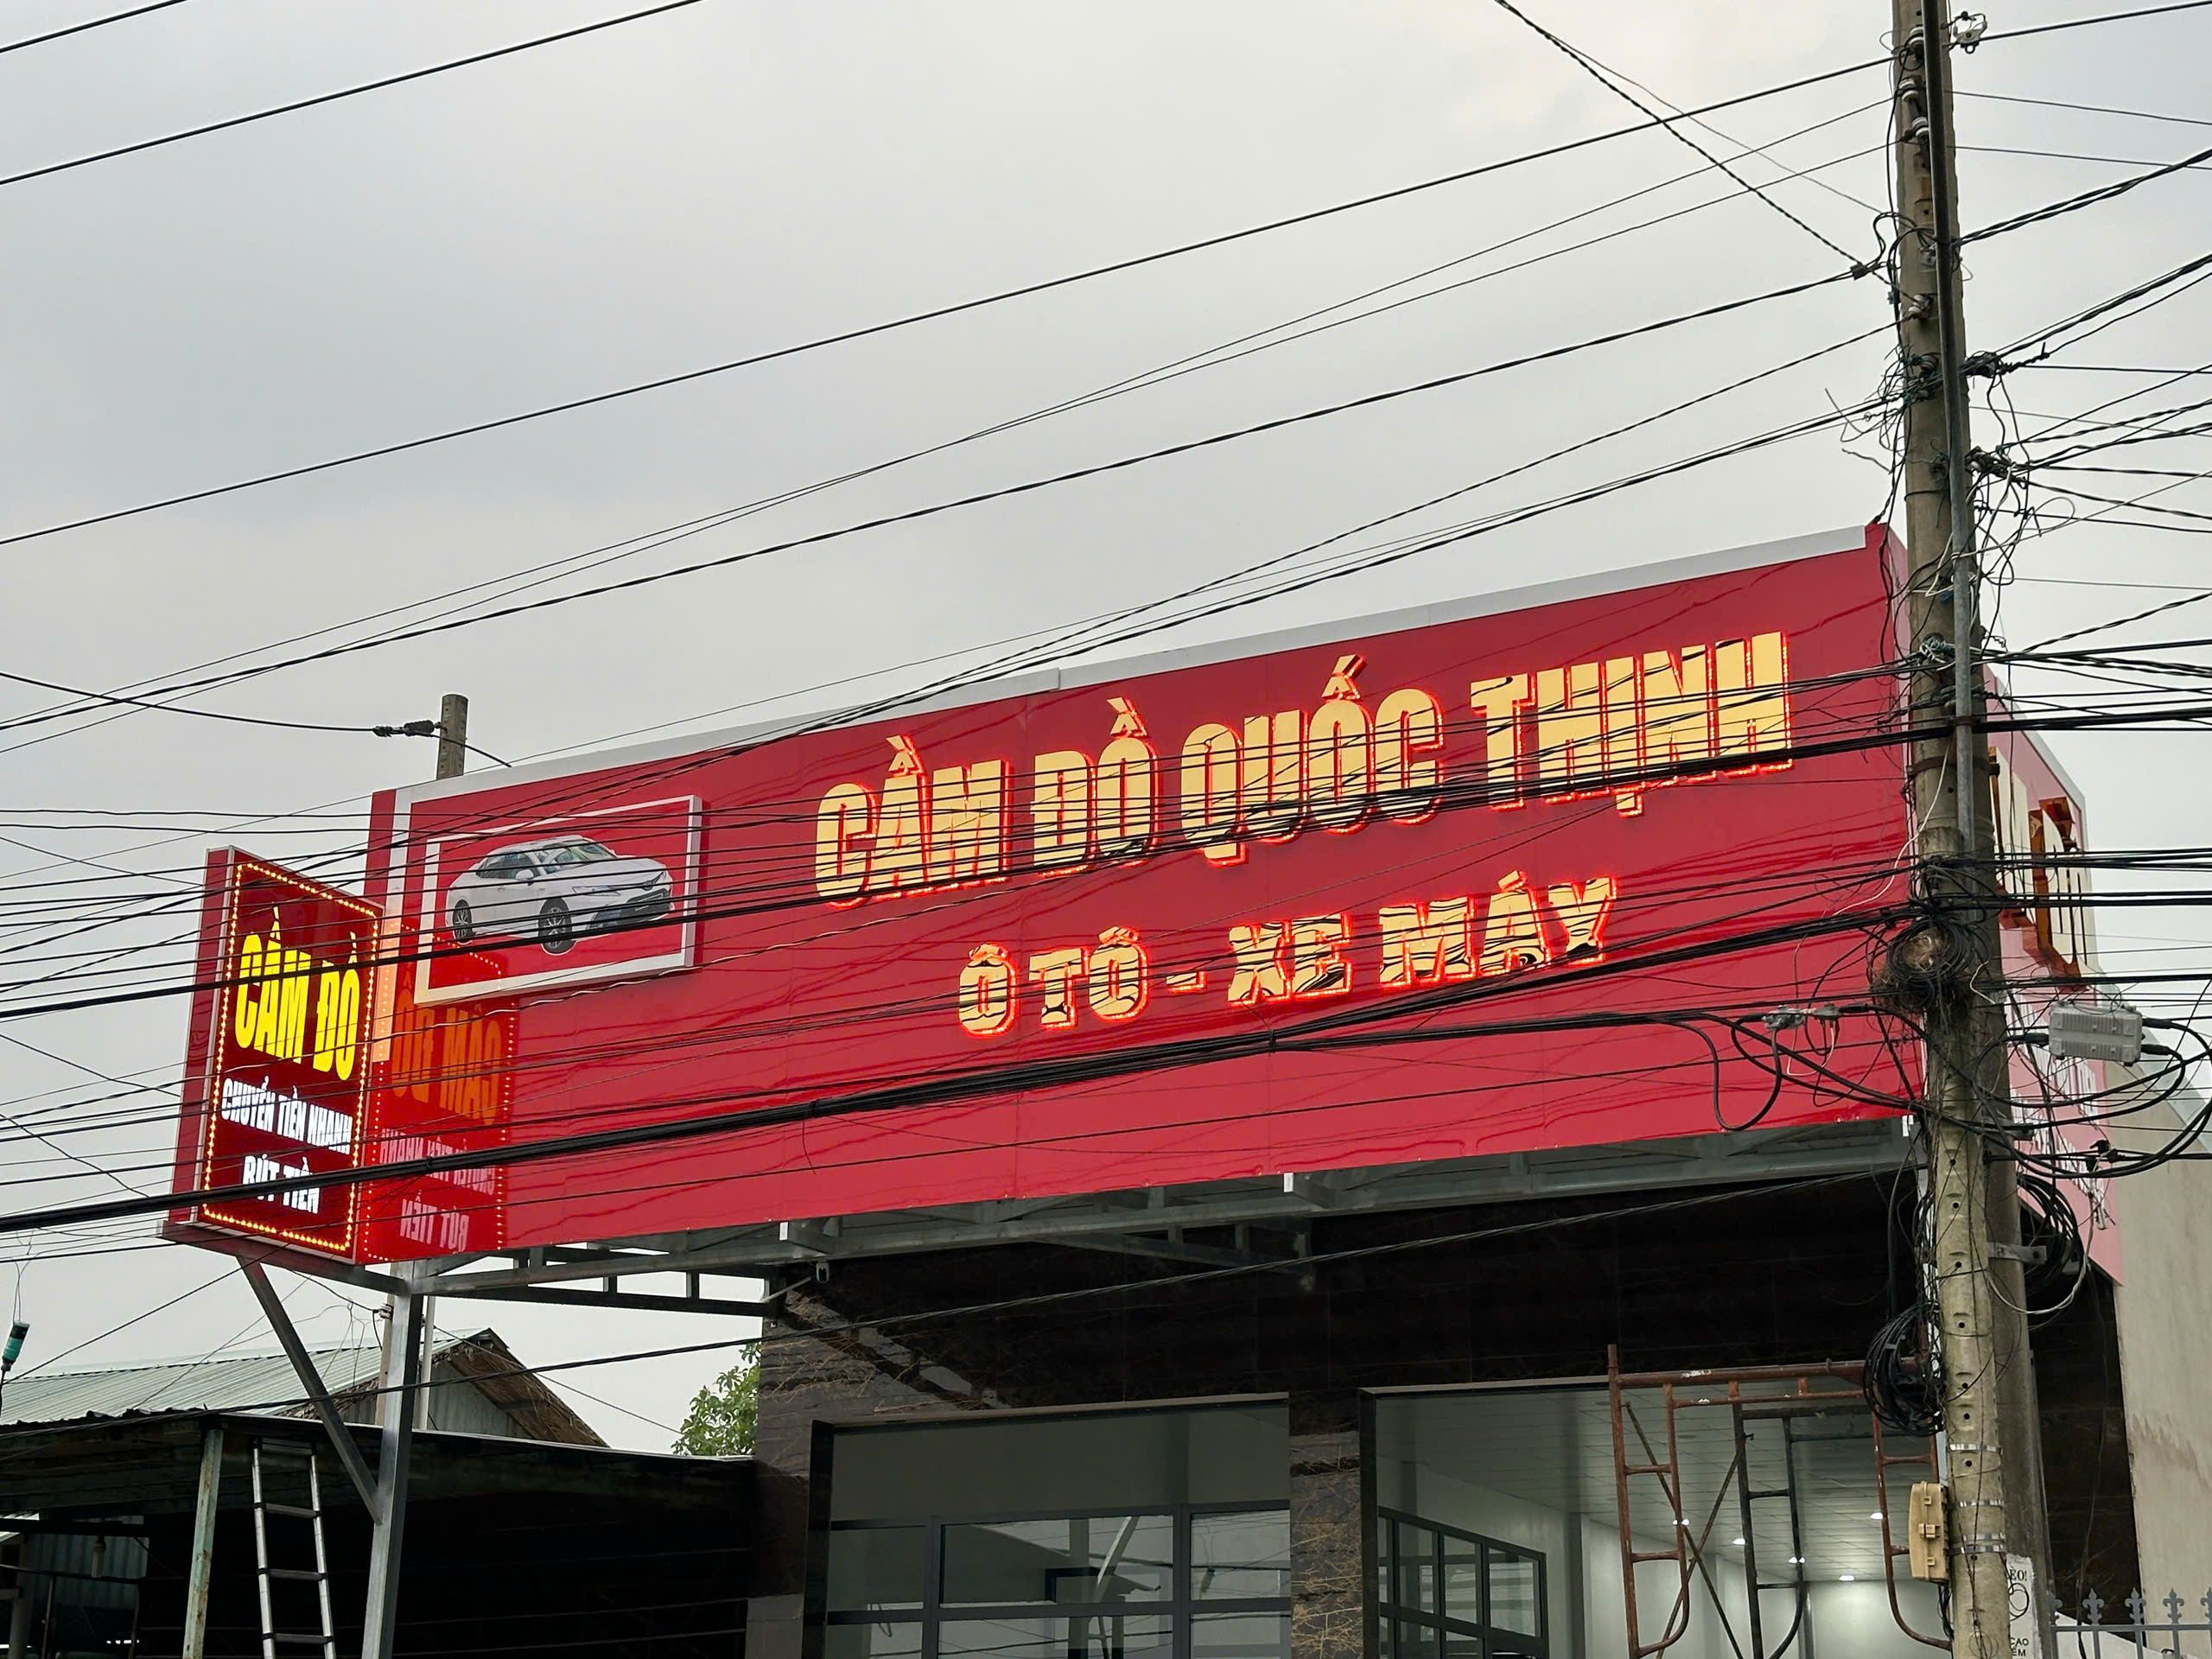 CẦM ĐỒ QUỐC THỊNH
Ô TÔ - XE MÁY
CẦM ĐỒ
CHUYỂN TIỀN NHANH
RÚT TIỀN